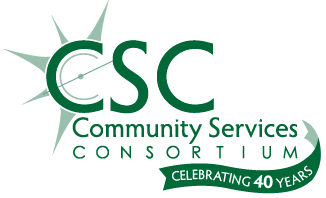 CSC
Community Services
CONSORTIUM
CELEBRATING 40 YEARS